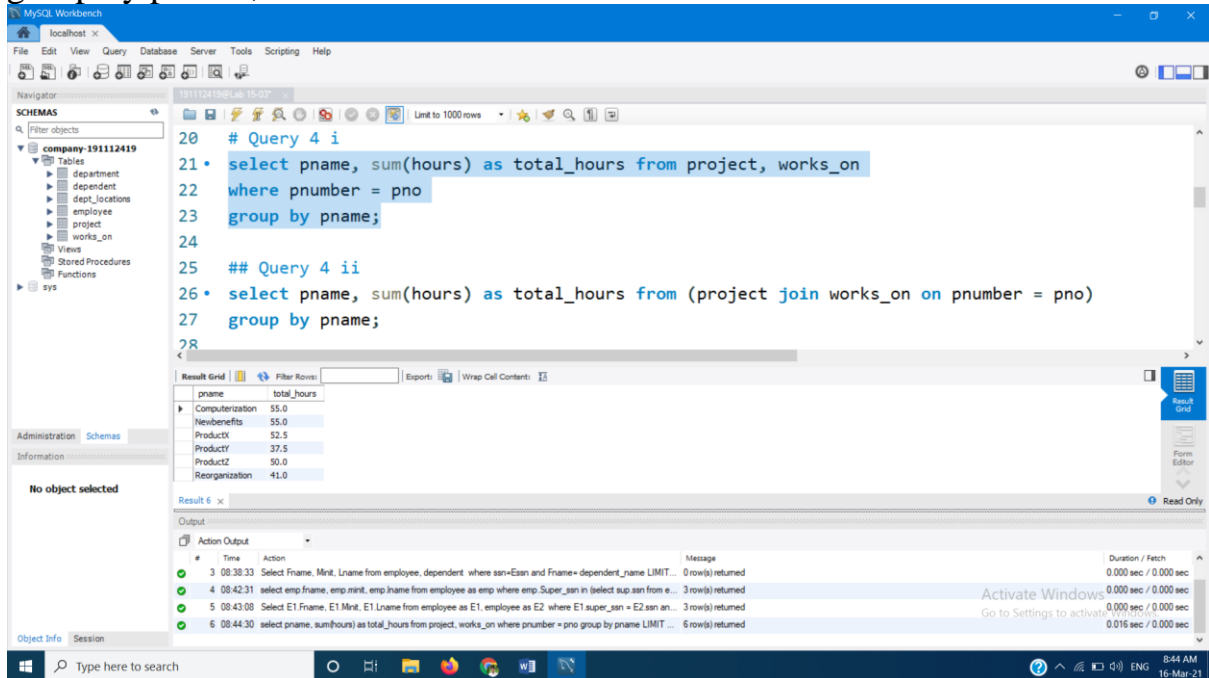 MySQL Workbench
localhost ×
File Edit View Query Database Server Tools Scripting Help
Navigator
SCHEMAS
Filter objects
company-191112419
Tables
department
dependent
dept_locations
employee
project
works_on
Views
Stored Procedures
Functions
sys
Administration Schemas
Information
No object selected
Object Info Session
191112419@Lab 15-03* ×
Limit to 1000 rows
20 # Query 4 i
21 • select pname, sum(hours) as total_hours from project, works_on
22 where pnumber = pno
23 group by pname;
24
25 ## Query 4 ii
26 • select pname, sum(hours) as total_hours from (project join works_on on pnumber = pno)
27 group by pname;
28
Result Grid Filter Rows: Export: Wrap Cell Content:
pname total_hours
Computerization 55.0
Newbenefits 55.0
ProductX 52.5
ProductY 37.5
ProductZ 50.0
Reorganization 41.0
Result Grid
Form Editor
Result 6 × Read Only
Output
Action Output
# Time Action Message Duration / Fetch
3 08:38:33 Select Fname, Minit, Lname from employee, dependent where ssn=Essn and Fname= dependent_name LIMIT... 0 row(s) returned 0.000 sec / 0.000 sec
4 08:42:31 select emp.fname, emp.minit, emp.lname from employee as emp where emp.Super_ssn in (select sup.ssn from e... 3 row(s) returned 0.000 sec / 0.000 sec
5 08:43:08 Select E1.Fname, E1.Minit, E1.Lname from employee as E1, employee as E2 where E1.super_ssn = E2.ssn an... 3 row(s) returned 0.000 sec / 0.000 sec
6 08:44:30 select pname, sum(hours) as total_hours from project, works_on where pnumber = pno group by pname LIMIT ... 6 row(s) returned 0.016 sec / 0.000 sec
Activate Windows
Go to Settings to activate Windows.
Type here to search
ENG 8:44 AM
16-Mar-21